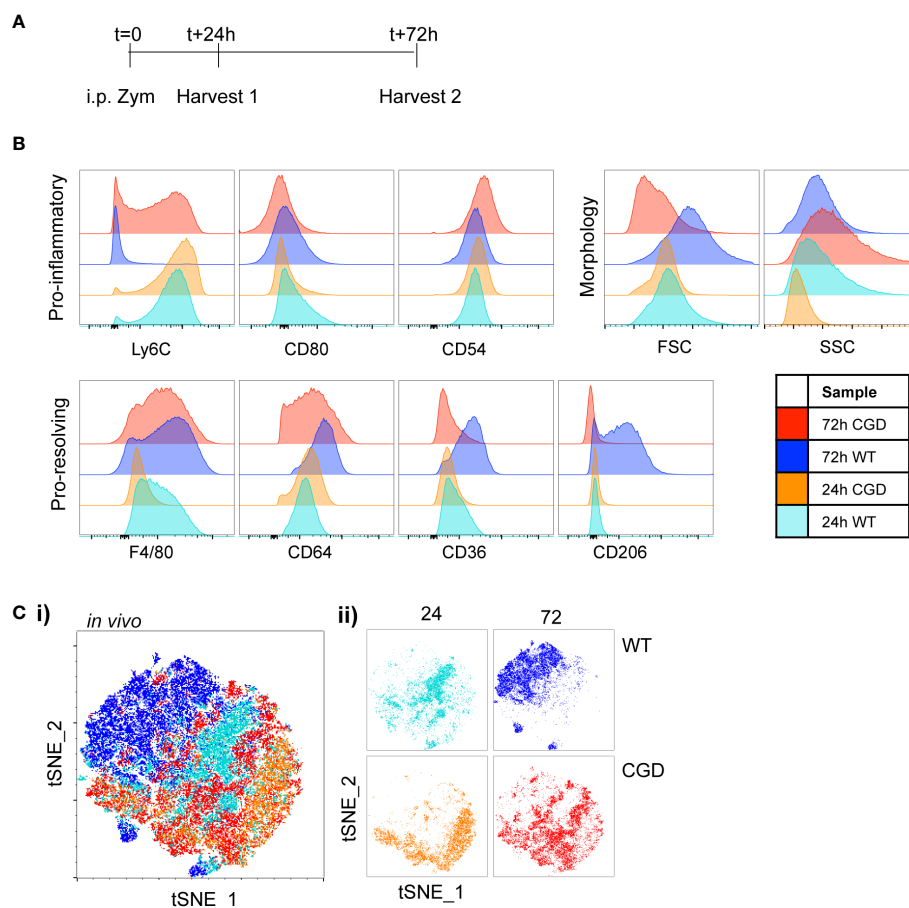 A
t=0 t+24h t+72h
i.p. Zym Harvest 1 Harvest 2
B
Pro-inflammatory
Ly6C CD80 CD54
Morphology
FSC SSC
Pro-resolving
F4/80 CD64 CD36 CD206
Sample
72h CGD
72h WT
24h CGD
24h WT
C i)
in vivo
tSNE_2
tSNE_1
ii)
24 72
WT
CGD
tSNE_2
tSNE_1